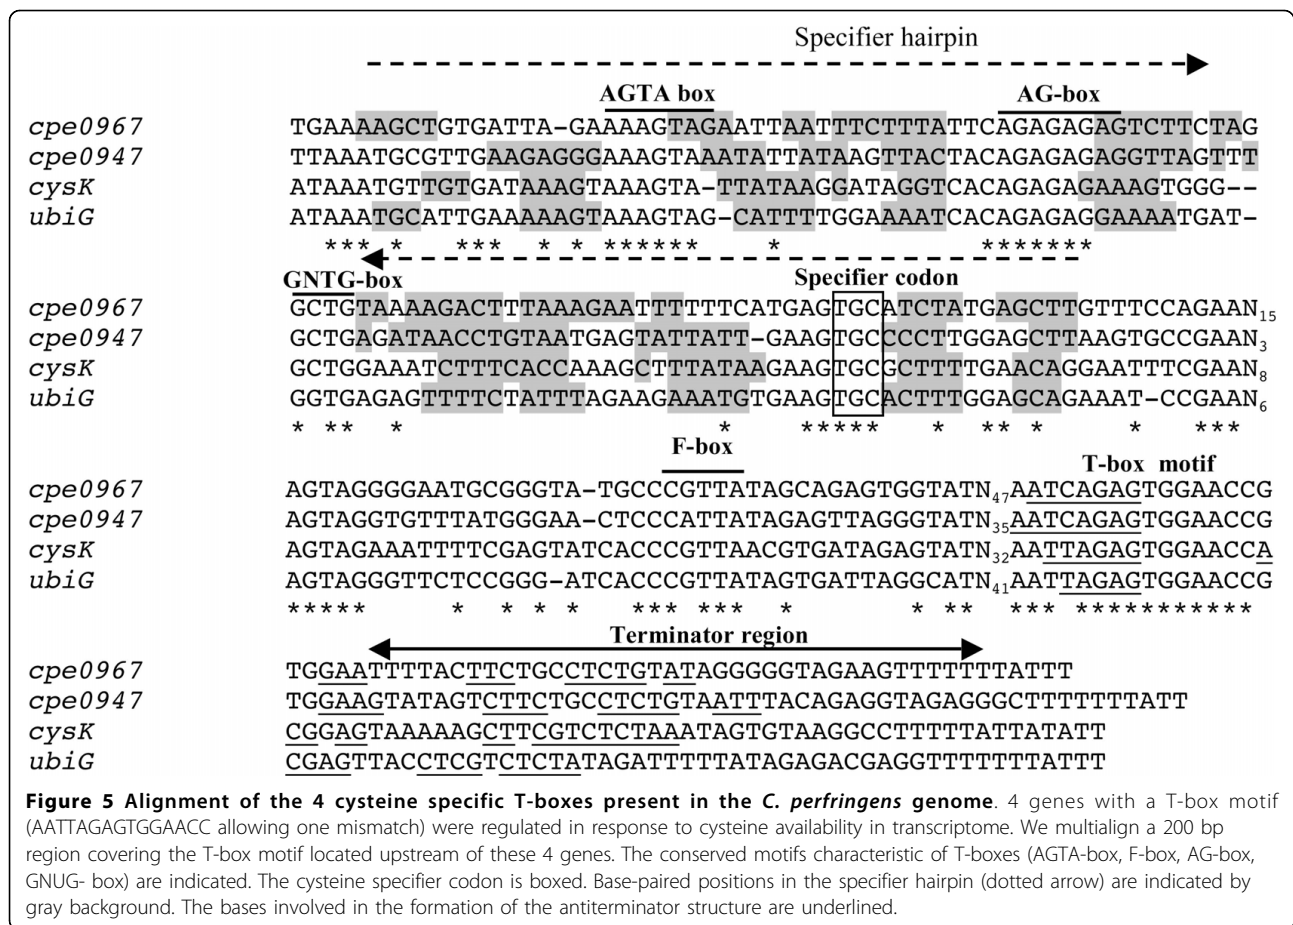 Specifier hairpin
AGTA box AG-box
cpe0967 TGAAAAGCTGTGATTA-GAAAAGTAGAATTAATTTCTTTATTCAGAGAGAGTCTTCTAG
cpe0947 TTAAATGCGTTGAAGAGGGAAAGTAAATATTATAAGTTACTACAGAGAGAGGTTAGTTT
cysK ATAAATGTTGTGATAAAGTAAAGTA-TTATAAGGATAGGTCACAGAGAGAAAGTGGG--
ubiG ATAAATGCATTGAAAAAGTAAAGTAG-CATTTTGGAAAATCACAGAGAGGAAAATGAT-
*** * *** * * ****** * *******
GNTG-box Specifier codon
cpe0967 GCTGTAAAAGACTTTAAAGAATTTTTTCATGAGTGCATCTATGAGCTTGTTTCCAGAAN15
cpe0947 GCTGAGATAACCTGTAATGAGTATTATT-GAAGTGCCCCTTGGAGCTTAAGTGCCGAAN3
cysK GCTGGAAATCTTTCACCAAAGCTTTATAAGAAGTGCGCTTTTGAACAGGAATTTCGAAN8
ubiG GGTGAGAGTTTTCTATTTAGAAGAAATGTGAAGTGCACTTTGGAGCAGAAAT-CCGAAN6
* ** * * ***** * ** * * ***
F-box T-box motif
cpe0967 AGTAGGGGAATGCGGGTA-TGCCCGTTATAGCAGAGTGGTATN47AATCAGAGTGGAACCG
cpe0947 AGTAGGTGTTTATGGGAA-CTCCCATTATAGAGTTAGGGTATN35AATCAGAGTGGAACCG
cysK AGTAGAAATTTTCGAGTATCACCCGTTAACGTGATAGAGTATN32AATTAGAGTGGAACCA
ubiG AGTAGGGTTCTCCGGG-ATCACCCGTTATAGTGATTAGGCATN41AATTAGAGTGGAACCG
***** * * * * *** *** * * ** *** ***********
Terminator region
cpe0967 TGGAATTTTACTTCTGCCTCTGTATAGGGGGTAGAAGTTTTTTTATTT
cpe0947 TGGAAGTATAGTCTTCTGCCTCTGTAATTTACAGAGGTAGAGGGCTTTTTTTATT
cysK CGGAGTAAAAAGCTTCGTCTCTAAATAGTGTAAGGCCTTTTTATTATATT
ubiG CGAGTTACCTCGTCTCTATAGATTTTTATAGAGACGAGGTTTTTTTATTT
Figure 5 Alignment of the 4 cysteine specific T-boxes present in the C. perfringens genome. 4 genes with a T-box motif
(AATTAGAGTGGAACC allowing one mismatch) were regulated in response to cysteine availability in transcriptome. We multialign a 200 bp
region covering the T-box motif located upstream of these 4 genes. The conserved motifs characteristic of T-boxes (AGTA-box, F-box, AG-box,
GNUG- box) are indicated. The cysteine specifier codon is boxed. Base-paired positions in the specifier hairpin (dotted arrow) are indicated by
gray background. The bases involved in the formation of the antiterminator structure are underlined.